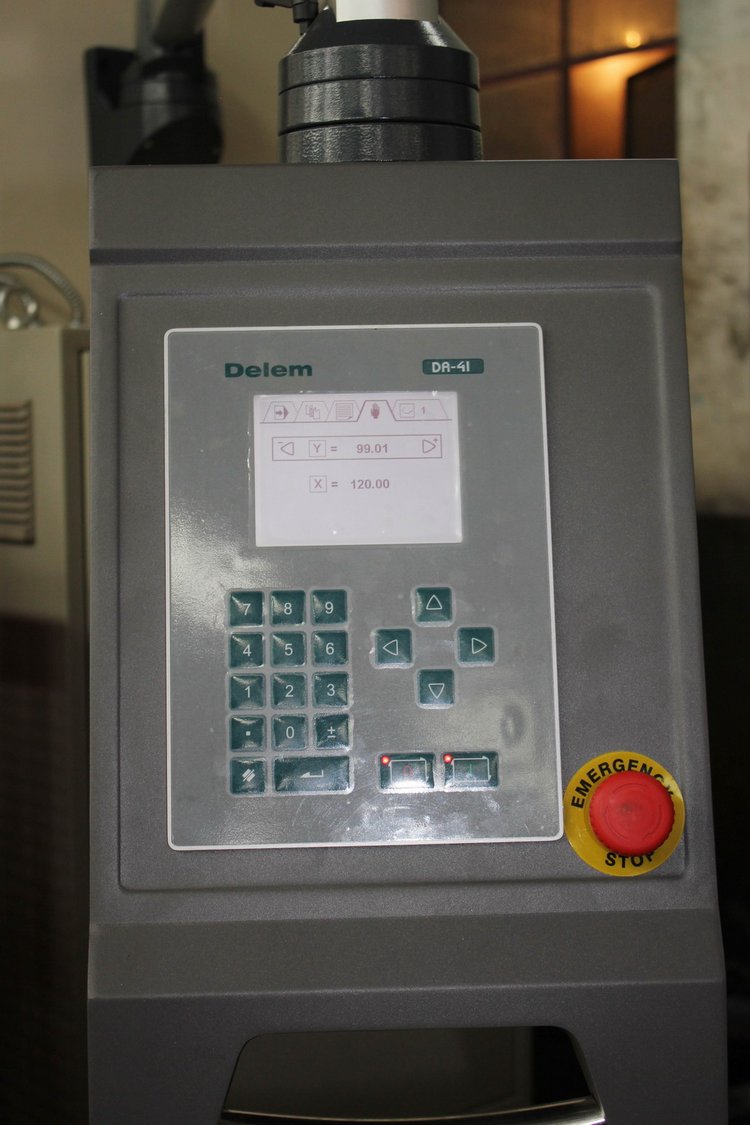 Delem DA-41
1
Y = 99.01
X = 120.00
7 8 9
4 5 6
1 2 3
. 0 ±
EMERGENCY
STOP